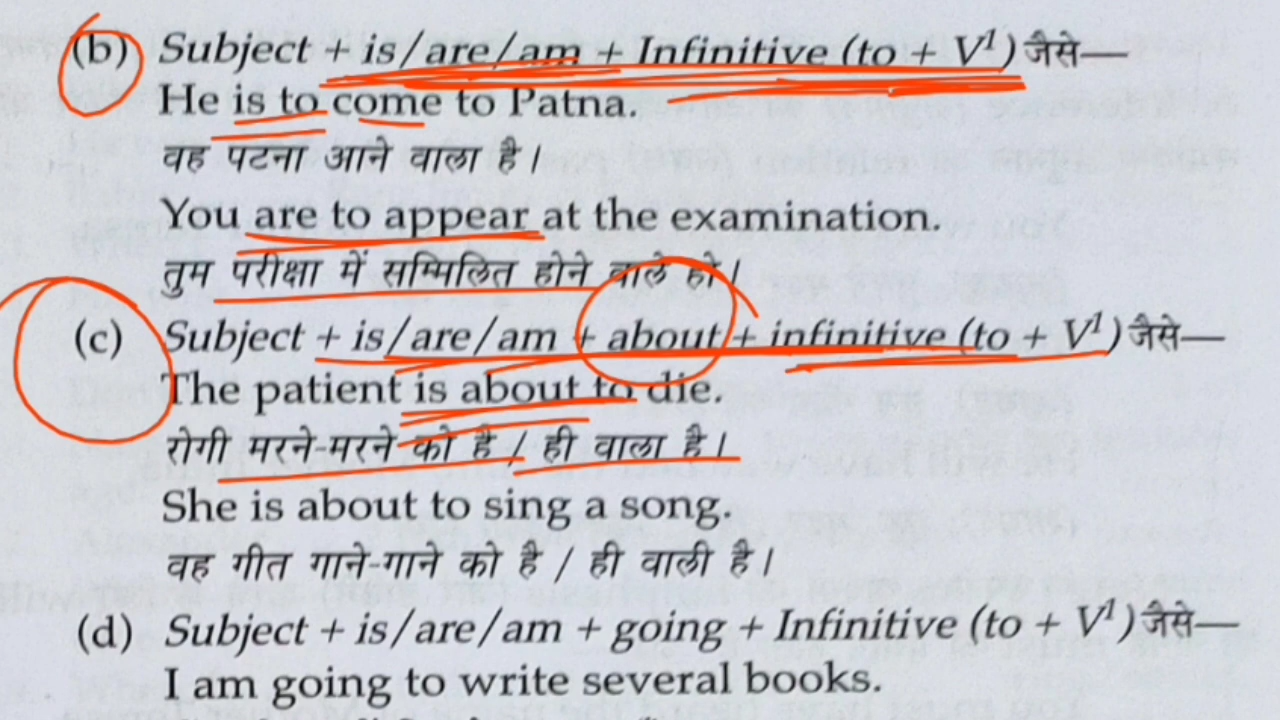 (b) Subject + is/are/am + Infinitive (to + V¹) जैसे—
He is to come to Patna.
वह पटना आने वाला है।
You are to appear at the examination.
तुम परीक्षा में सम्मिलित होने वाले हो।
(c) Subject + is/are/am + about + infinitive (to + V¹) जैसे—
The patient is about to die.
रोगी मरने-मरने को है / ही वाला है।
She is about to sing a song.
वह गीत गाने-गाने को है / ही वाली है।
(d) Subject + is/are/am + going + Infinitive (to + V¹) जैसे—
I am going to write several books.